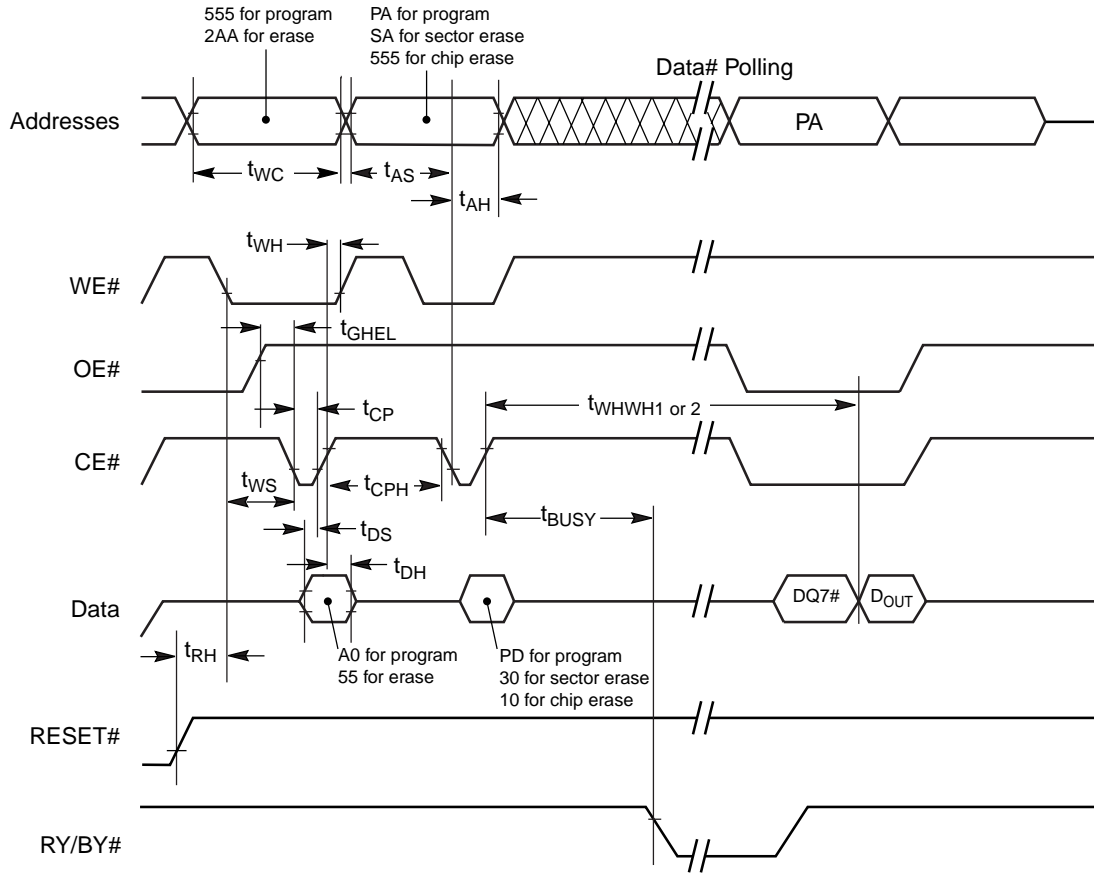 555 for program
2AA for erase
PA for program
SA for sector erase
555 for chip erase
Data# Polling
Addresses
PA
tWC
tAS
tAH
tWH
WE#
tGHEL
OE#
tWHWH1 or 2
tCP
CE#
tWS
tCPH
tBUSY
tDS
tDH
Data
DQ7#
DOUT
tRH
A0 for program
55 for erase
PD for program
30 for sector erase
10 for chip erase
RESET#
RY/BY#